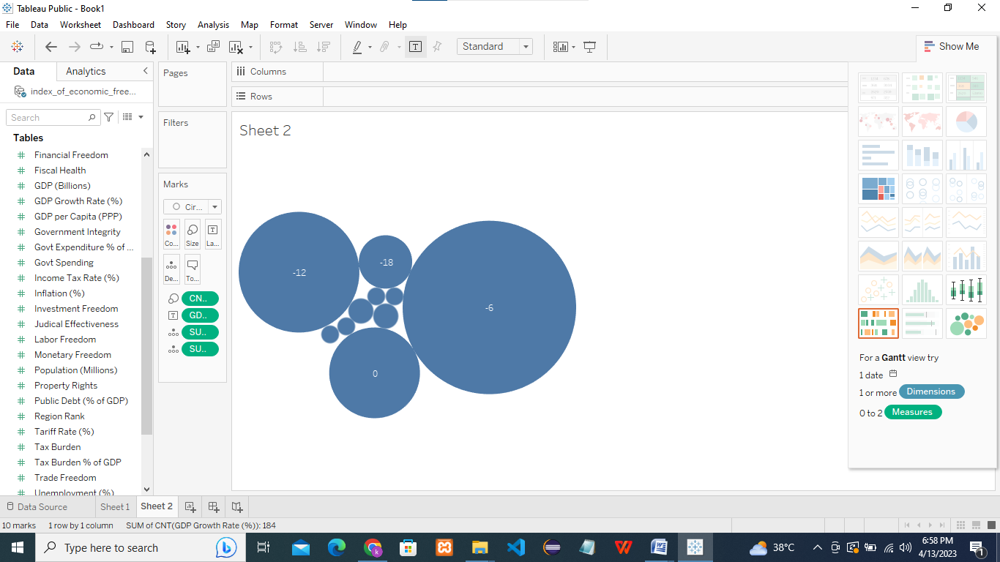 Tableau Public - Book1
File Data Worksheet Dashboard Story Analysis Map Format Server Window Help
Standard
Show Me
Data Analytics
index_of_economic_free...
Search
Tables
Financial Freedom
Fiscal Health
GDP (Billions)
GDP Growth Rate (%)
GDP per Capita (PPP)
Government Integrity
Govt Expenditure % of ...
Govt Spending
Income Tax Rate (%)
Inflation (%)
Investment Freedom
Judical Effectiveness
Labor Freedom
Monetary Freedom
Population (Millions)
Property Rights
Public Debt (% of GDP)
Region Rank
Tariff Rate (%)
Tax Burden
Tax Burden % of GDP
Trade Freedom
Unemployment (%)
Pages
Filters
Marks
Cir...
Co... Size La...
De... To...
CN..
GD..
SU..
SU..
Columns
Rows
Sheet 2
-12
-18
-6
0
For a Gantt view try
1 date
1 or more Dimensions
0 to 2 Measures
Data Source Sheet 1 Sheet 2
10 marks 1 row by 1 column SUM of CNT(GDP Growth Rate (%)): 184
Type here to search
38°C
6:58 PM
4/13/2023
1